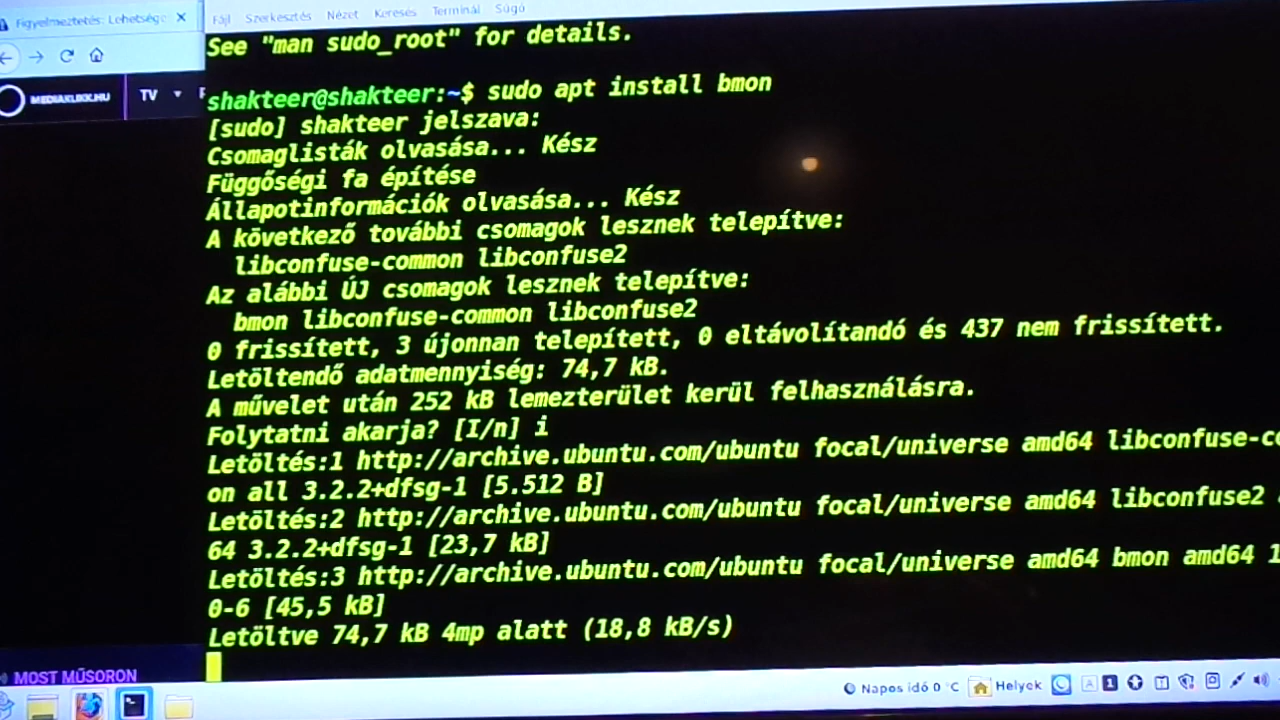 Figyelmeztetés: Lehetsége
Fájl Szerkesztés Nézet Keresés Terminál Súgó
MEDIAKLIKK.HU TV
See "man sudo_root" for details.
shakteer@shakteer:~$ sudo apt install bmon
[sudo] shakteer jelszava:
Csomaglisták olvasása... Kész
Függőségi fa építése
Állapotinformációk olvasása... Kész
A következő további csomagok lesznek telepítve:
libconfuse-common libconfuse2
Az alábbi ÚJ csomagok lesznek telepítve:
bmon libconfuse-common libconfuse2
0 frissített, 3 újonnan telepített, 0 eltávolítandó és 437 nem frissített.
Letöltendő adatmennyiség: 74,7 kB.
A művelet után 252 kB lemezterület kerül felhasználásra.
Folytatni akarja? [I/n] i
Letöltés:1 http://archive.ubuntu.com/ubuntu focal/universe amd64 libconfuse-co
on all 3.2.2+dfsg-1 [5.512 B]
Letöltés:2 http://archive.ubuntu.com/ubuntu focal/universe amd64 libconfuse2
64 3.2.2+dfsg-1 [23,7 kB]
Letöltés:3 http://archive.ubuntu.com/ubuntu focal/universe amd64 bmon amd64 1
0-6 [45,5 kB]
Letöltve 74,7 kB 4mp alatt (18,8 kB/s)
MOST MŰSORON
Napos idő 0 °C Helyek A 1